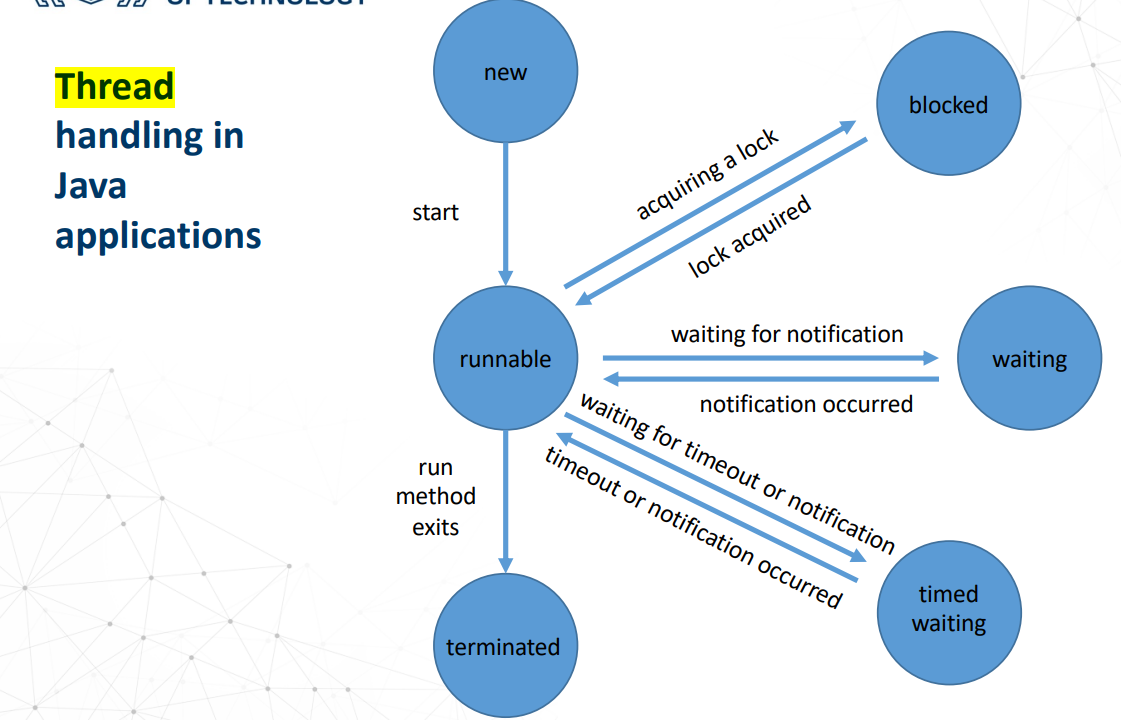 OF TECHNOLOGY
Thread
handling in
Java
applications
new
blocked
acquiring a lock
lock acquired
start
runnable
waiting for notification
waiting
notification occurred
waiting for timeout or notification
timeout or notification occurred
run
method
exits
timed
waiting
terminated